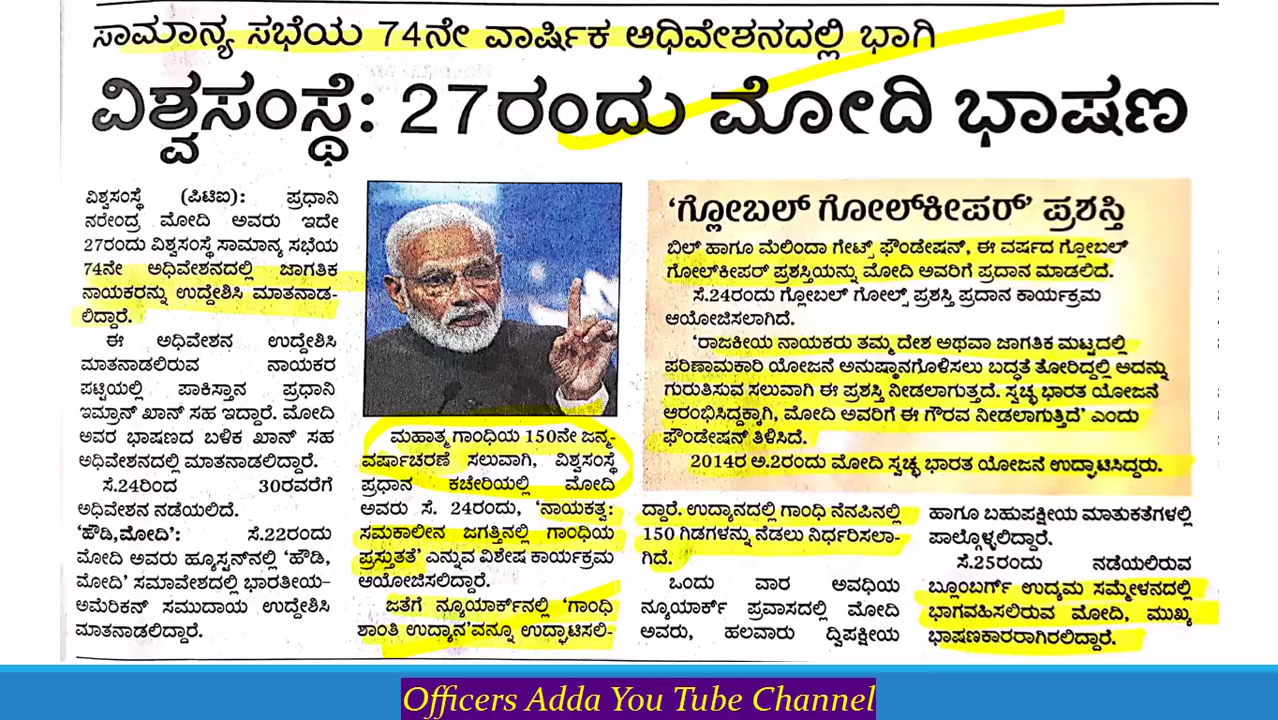 ಸಾಮಾನ್ಯ ಸಭೆಯ 74ನೇ ವಾರ್ಷಿಕ ಅಧಿವೇಶನದಲ್ಲಿ ಭಾಗಿ
ವಿಶ್ವಸಂಸ್ಥೆ: 27ರಂದು ಮೋದಿ ಭಾಷಣ
ವಿಶ್ವಸಂಸ್ಥೆ (ಪಿಟಿಐ): ಪ್ರಧಾನಿ
ನರೇಂದ್ರ ಮೋದಿ ಅವರು ಇದೇ
27ರಂದು ವಿಶ್ವಸಂಸ್ಥೆ ಸಾಮಾನ್ಯ ಸಭೆಯ
74ನೇ ಅಧಿವೇಶನದಲ್ಲಿ ಜಾಗತಿಕ
ನಾಯಕರನ್ನು ಉದ್ದೇಶಿಸಿ ಮಾತನಾಡ-
ಲಿದ್ದಾರೆ.
ಈ ಅಧಿವೇಶನ ಉದ್ದೇಶಿಸಿ
ಮಾತನಾಡಲಿರುವ ನಾಯಕರ
ಪಟ್ಟಿಯಲ್ಲಿ ಪಾಕಿಸ್ತಾನ ಪ್ರಧಾನಿ
ಇಮ್ರಾನ್ ಖಾನ್ ಸಹ ಇದ್ದಾರೆ. ಮೋದಿ
ಅವರ ಭಾಷಣದ ಬಳಿಕ ಖಾನ್ ಸಹ
ಅಧಿವೇಶನದಲ್ಲಿ ಮಾತನಾಡಲಿದ್ದಾರೆ.
ಸೆ.24ರಿಂದ 30ರವರೆಗೆ
ಅಧಿವೇಶನ ನಡೆಯಲಿದೆ.
‘ಹೌಡಿ,ಮೋದಿ’: ಸೆ.22ರಂದು
ಮೋದಿ ಅವರು ಹ್ಯೂಸ್ಟನ್‌ನಲ್ಲಿ ‘ಹೌಡಿ,
ಮೋದಿ’ ಸಮಾವೇಶದಲ್ಲಿ ಭಾರತೀಯ-
ಅಮೆರಿಕನ್ ಸಮುದಾಯ ಉದ್ದೇಶಿಸಿ
ಮಾತನಾಡಲಿದ್ದಾರೆ.
ಮಹಾತ್ಮ ಗಾಂಧಿಯ 150ನೇ ಜನ್ಮ-
ವರ್ಷಾಚರಣೆ ಸಲುವಾಗಿ, ವಿಶ್ವಸಂಸ್ಥೆ
ಪ್ರಧಾನ ಕಚೇರಿಯಲ್ಲಿ ಮೋದಿ
ಅವರು ಸೆ. 24ರಂದು, ‘ನಾಯಕತ್ವ:
ಸಮಕಾಲೀನ ಜಗತ್ತಿನಲ್ಲಿ ಗಾಂಧಿಯ
ಪ್ರಸ್ತುತತೆ’ ಎನ್ನುವ ವಿಶೇಷ ಕಾರ್ಯಕ್ರಮ
ಆಯೋಜಿಸಲಿದ್ದಾರೆ.
ಜತೆಗೆ ನ್ಯೂಯಾರ್ಕ್‌ನಲ್ಲಿ ‘ಗಾಂಧಿ
ಶಾಂತಿ ಉದ್ಯಾನ’ವನ್ನೂ ಉದ್ಘಾಟಿಸಲಿ-
‘ಗ್ಲೋಬಲ್ ಗೋಲ್‌ಕೀಪರ್’ ಪ್ರಶಸ್ತಿ
ಬಿಲ್ ಹಾಗೂ ಮೆಲಿಂದಾ ಗೇಟ್ಸ್ ಫೌಂಡೇಷನ್, ಈ ವರ್ಷದ ಗ್ಲೋಬಲ್
ಗೋಲ್‌ಕೀಪರ್ ಪ್ರಶಸ್ತಿಯನ್ನು ಮೋದಿ ಅವರಿಗೆ ಪ್ರದಾನ ಮಾಡಲಿದೆ.
ಸೆ.24ರಂದು ಗ್ಲೋಬಲ್ ಗೋಲ್ಸ್ ಪ್ರಶಸ್ತಿ ಪ್ರದಾನ ಕಾರ್ಯಕ್ರಮ
ಆಯೋಜಿಸಲಾಗಿದೆ.
‘ರಾಜಕೀಯ ನಾಯಕರು ತಮ್ಮ ದೇಶ ಅಥವಾ ಜಾಗತಿಕ ಮಟ್ಟದಲ್ಲಿ
ಪರಿಣಾಮಕಾರಿ ಯೋಜನೆ ಅನುಷ್ಠಾನಗೊಳಿಸಲು ಬದ್ಧತೆ ತೋರಿದ್ದಲ್ಲಿ ಅದನ್ನು
ಗುರುತಿಸುವ ಸಲುವಾಗಿ ಈ ಪ್ರಶಸ್ತಿ ನೀಡಲಾಗುತ್ತದೆ. ಸ್ವಚ್ಛ ಭಾರತ ಯೋಜನೆ
ಆರಂಭಿಸಿದ್ದಕ್ಕಾಗಿ, ಮೋದಿ ಅವರಿಗೆ ಈ ಗೌರವ ನೀಡಲಾಗುತ್ತಿದೆ’ ಎಂದು
ಫೌಂಡೇಷನ್ ತಿಳಿಸಿದೆ.
2014ರ ಅ.2ರಂದು ಮೋದಿ ಸ್ವಚ್ಛ ಭಾರತ ಯೋಜನೆ ಉದ್ಘಾಟಿಸಿದ್ದರು.
ದ್ದಾರೆ. ಉದ್ಯಾನದಲ್ಲಿ ಗಾಂಧಿ ನೆನಪಿನಲ್ಲಿ
150 ಗಿಡಗಳನ್ನು ನೆಡಲು ನಿರ್ಧರಿಸಲಾ-
ಗಿದೆ.
ಒಂದು ವಾರ ಅವಧಿಯ
ನ್ಯೂಯಾರ್ಕ್ ಪ್ರವಾಸದಲ್ಲಿ ಮೋದಿ
ಅವರು, ಹಲವಾರು ದ್ವಿಪಕ್ಷೀಯ
ಹಾಗೂ ಬಹುಪಕ್ಷೀಯ ಮಾತುಕತೆಗಳಲ್ಲಿ
ಪಾಲ್ಗೊಳ್ಳಲಿದ್ದಾರೆ.
ಸೆ.25ರಂದು ನಡೆಯಲಿರುವ
ಬ್ಲೂಂಬರ್ಗ್ ಉದ್ಯಮ ಸಮ್ಮೇಳನದಲ್ಲಿ
ಭಾಗವಹಿಸಲಿರುವ ಮೋದಿ, ಮುಖ್ಯ
ಭಾಷಣಕಾರರಾಗಿರಲಿದ್ದಾರೆ.
Officers Adda You Tube Channel